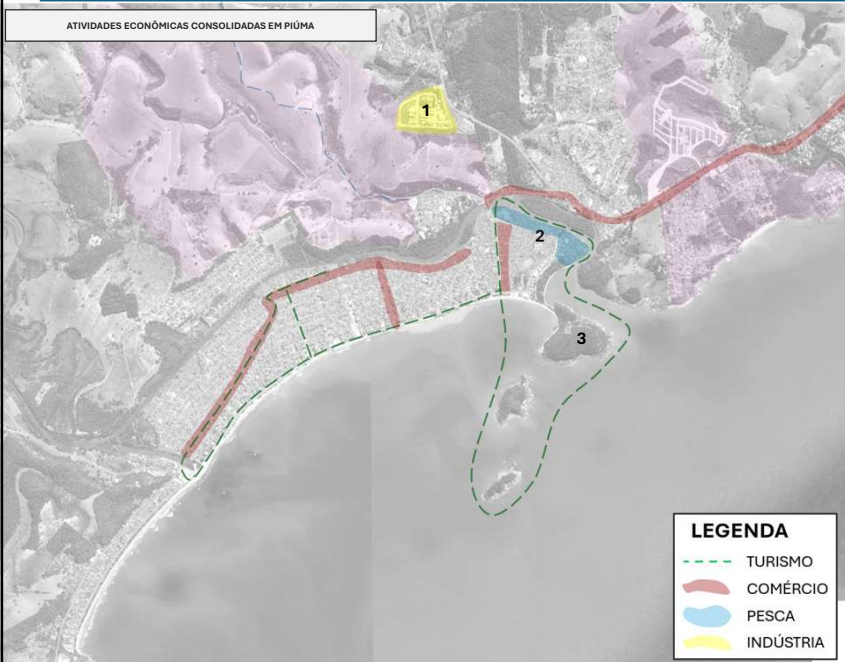 ATIVIDADES ECONÔMICAS CONSOLIDADAS EM PIÚMA
1
2
3
LEGENDA
TURISMO
COMÉRCIO
PESCA
INDÚSTRIA